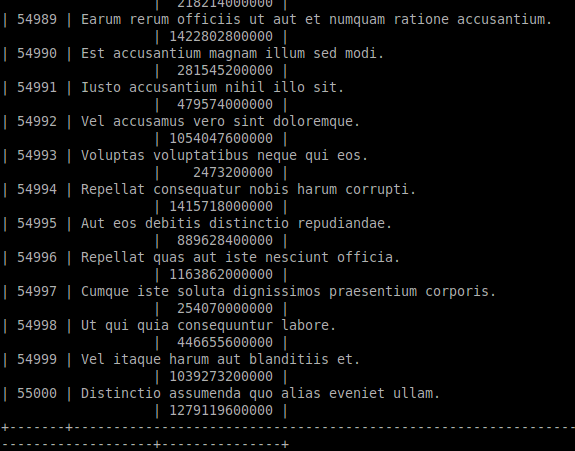 | 218214000000 |
| 54989 | Earum rerum officiis ut aut et numquam ratione accusantium.
| 1422802800000 |
| 54990 | Est accusantium magnam illum sed modi.
| 281545200000 |
| 54991 | Iusto accusantium nihil illo sit.
| 479574000000 |
| 54992 | Vel accusamus vero sint doloremque.
| 1054047600000 |
| 54993 | Voluptas voluptatibus neque qui eos.
| 2473200000 |
| 54994 | Repellat consequatur nobis harum corrupti.
| 1415718000000 |
| 54995 | Aut eos debitis distinctio repudiandae.
| 889628400000 |
| 54996 | Repellat quas aut iste nesciunt officia.
| 1163862000000 |
| 54997 | Cumque iste soluta dignissimos praesentium corporis.
| 254070000000 |
| 54998 | Ut qui quia consequuntur labore.
| 446655600000 |
| 54999 | Vel itaque harum aut blanditiis et.
| 1039273200000 |
| 55000 | Distinctio assumenda quo alias eveniet ullam.
| 1279119600000 |
+-------+---------------------------------------------------------------
-------------------+---------------+